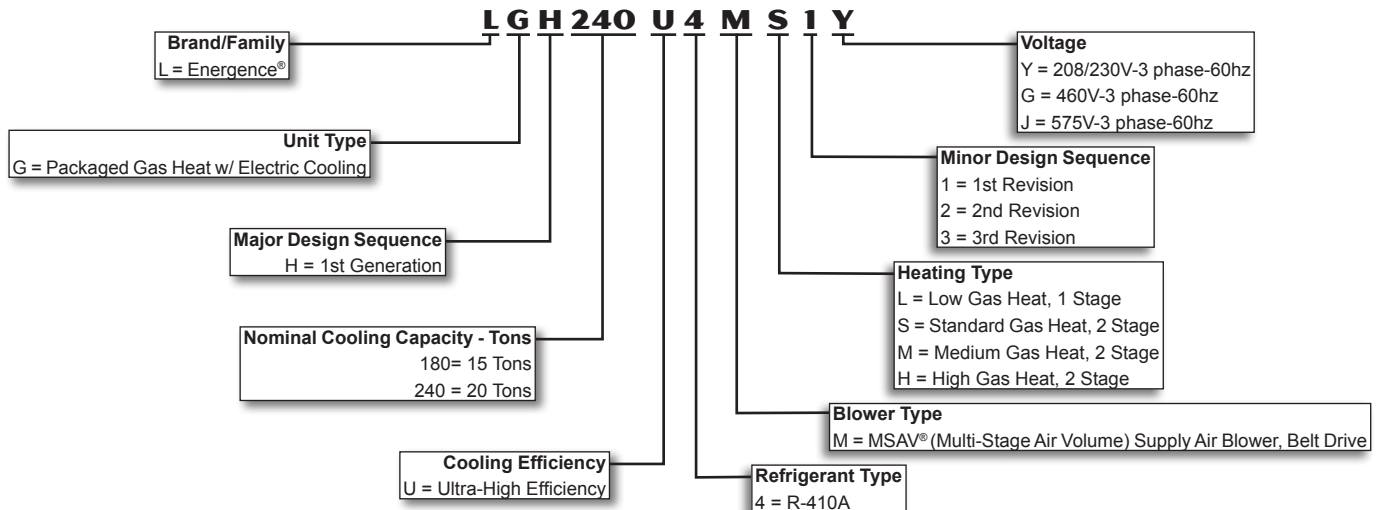 LGH240 U 4 M S 1 Y
Brand/Family
L = Energence®
Unit Type
G = Packaged Gas Heat w/ Electric Cooling
Major Design Sequence
H = 1st Generation
Nominal Cooling Capacity - Tons
180= 15 Tons
240 = 20 Tons
Cooling Efficiency
U = Ultra-High Efficiency
Voltage
Y = 208/230V-3 phase-60hz
G = 460V-3 phase-60hz
J = 575V-3 phase-60hz
Minor Design Sequence
1 = 1st Revision
2 = 2nd Revision
3 = 3rd Revision
Heating Type
L = Low Gas Heat, 1 Stage
S = Standard Gas Heat, 2 Stage
M = Medium Gas Heat, 2 Stage
H = High Gas Heat, 2 Stage
Blower Type
M = MSAV® (Multi-Stage Air Volume) Supply Air Blower, Belt Drive
Refrigerant Type
4 = R-410A